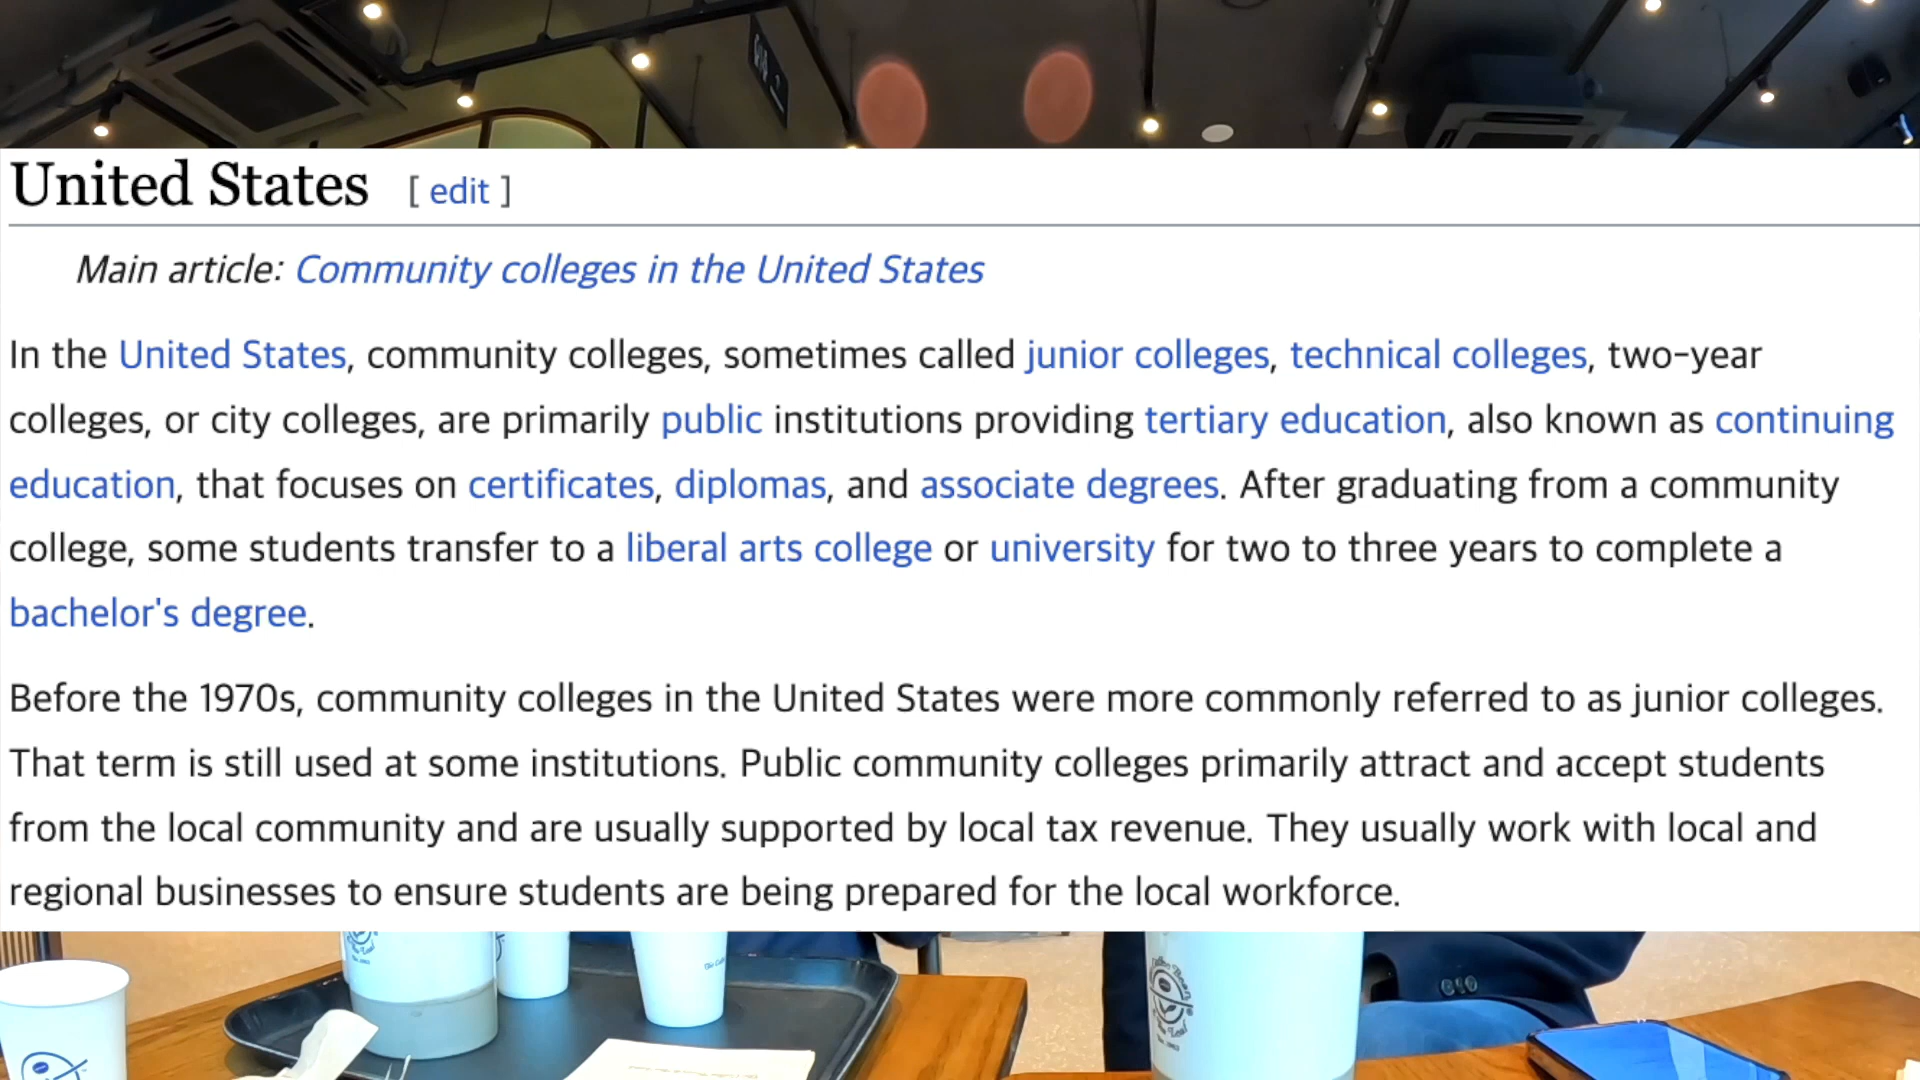 United States [ edit ]
Main article: Community colleges in the United States
In the United States, community colleges, sometimes called junior colleges, technical colleges, two-year
colleges, or city colleges, are primarily public institutions providing tertiary education, also known as continuing
education, that focuses on certificates, diplomas, and associate degrees. After graduating from a community
college, some students transfer to a liberal arts college or university for two to three years to complete a
bachelor's degree.
Before the 1970s, community colleges in the United States were more commonly referred to as junior colleges.
That term is still used at some institutions. Public community colleges primarily attract and accept students
from the local community and are usually supported by local tax revenue. They usually work with local and
regional businesses to ensure students are being prepared for the local workforce.